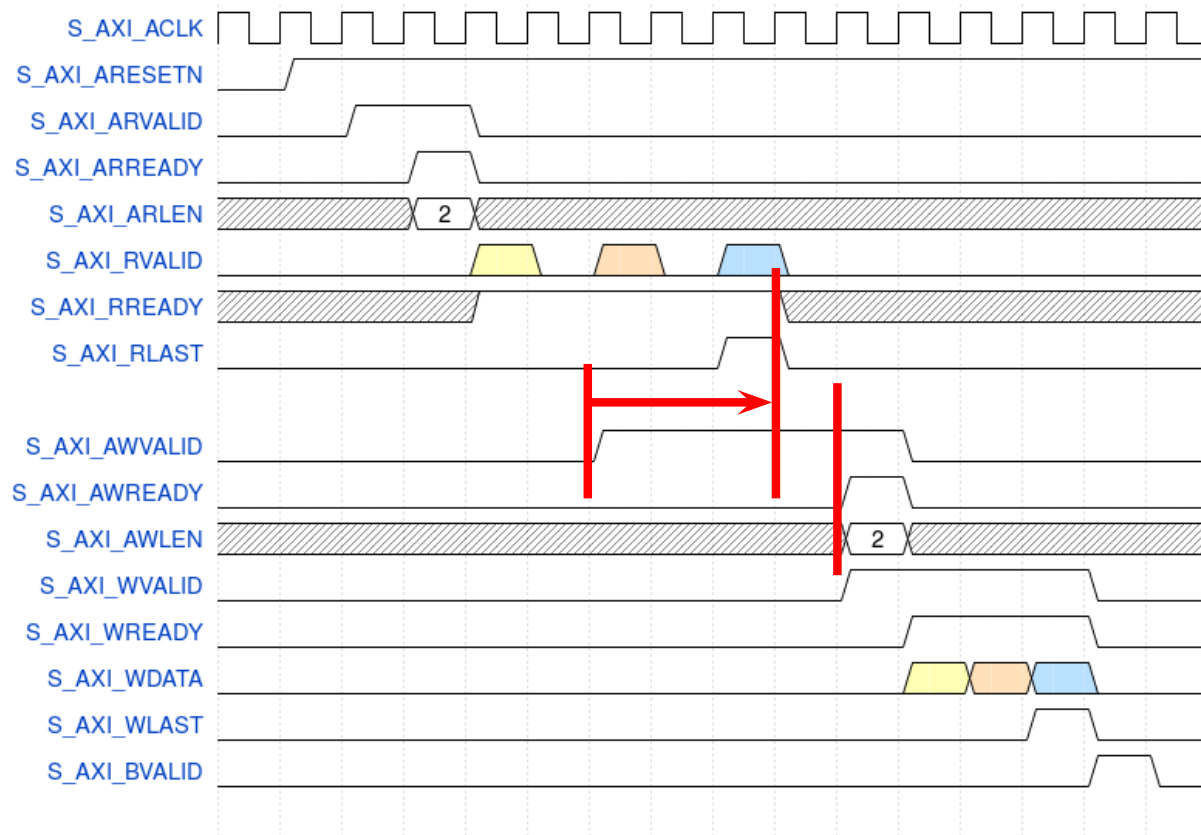 S_AXI_ACLK
S_AXI_ARESETN
S_AXI_ARVALID
S_AXI_ARREADY
S_AXI_ARLEN 2
S_AXI_RVALID
S_AXI_RREADY
S_AXI_RLAST
S_AXI_AWVALID
S_AXI_AWREADY
S_AXI_AWLEN 2
S_AXI_WVALID
S_AXI_WREADY
S_AXI_WDATA
S_AXI_WLAST
S_AXI_BVALID